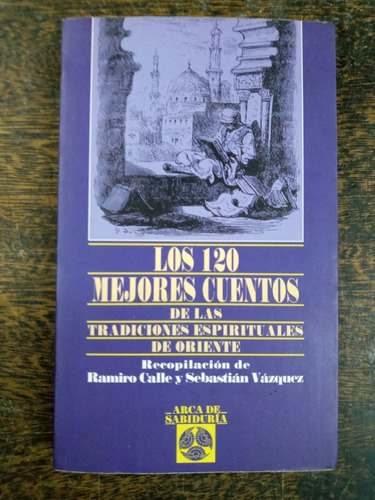 LOS 120
MEJORES CUENTOS
DE LAS
TRADICIONES ESPIRITUALES
DE ORIENTE
Recopilación de
Ramiro Calle y Sebastián Vázquez
ARCA DE
SABIDURÍA